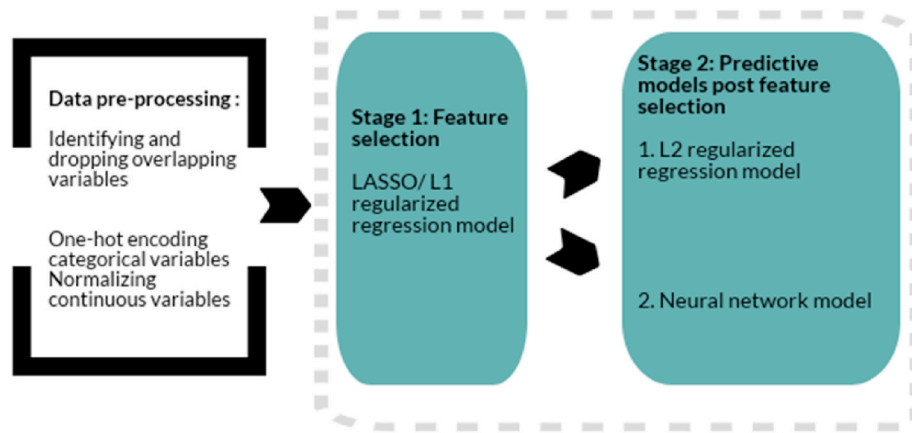 Data pre-processing :
Identifying and
dropping overlapping
variables
One-hot encoding
categorical variables
Normalizing
continuous variables
Stage 1: Feature
selection
LASSO/ L1
regularized
regression model
Stage 2: Predictive
models post feature
selection
1. L2 regularized
regression model
2. Neural network model